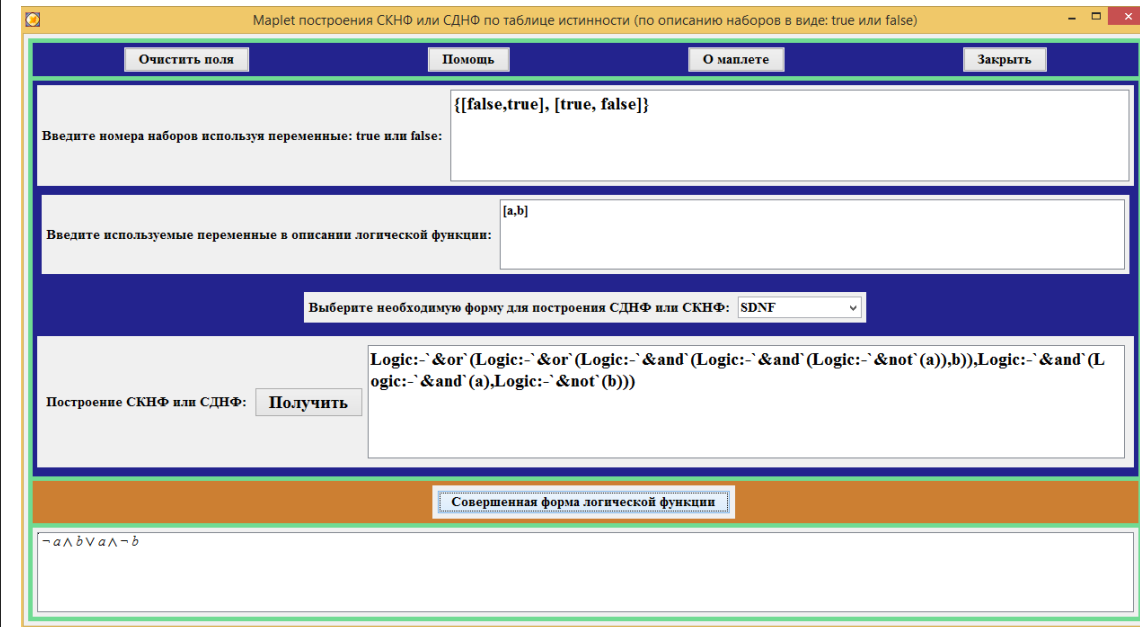 Maplet построения СКНФ или СДНФ по таблице истинности (по описанию наборов в виде: true или false)
Очистить поля Помощь О маплете Закрыть
{[false,true], [true, false]}
Введите номера наборов используя переменные: true или false:
[a,b]
Введите используемые переменные в описании логической функции:
Выберите необходимую форму для построения СДНФ или СКНФ: SDNF
Logic:-`&or`(Logic:-`&or`(Logic:-`&and`(Logic:-`&and`(Logic:-`&not`(a)),b)),Logic:-`&and`(L
ogic:-`&and`(a),Logic:-`&not`(b)))
Построение СКНФ или СДНФ: Получить
Совершенная форма логической функции
¬ a ∧ b ∨ a ∧ ¬ b